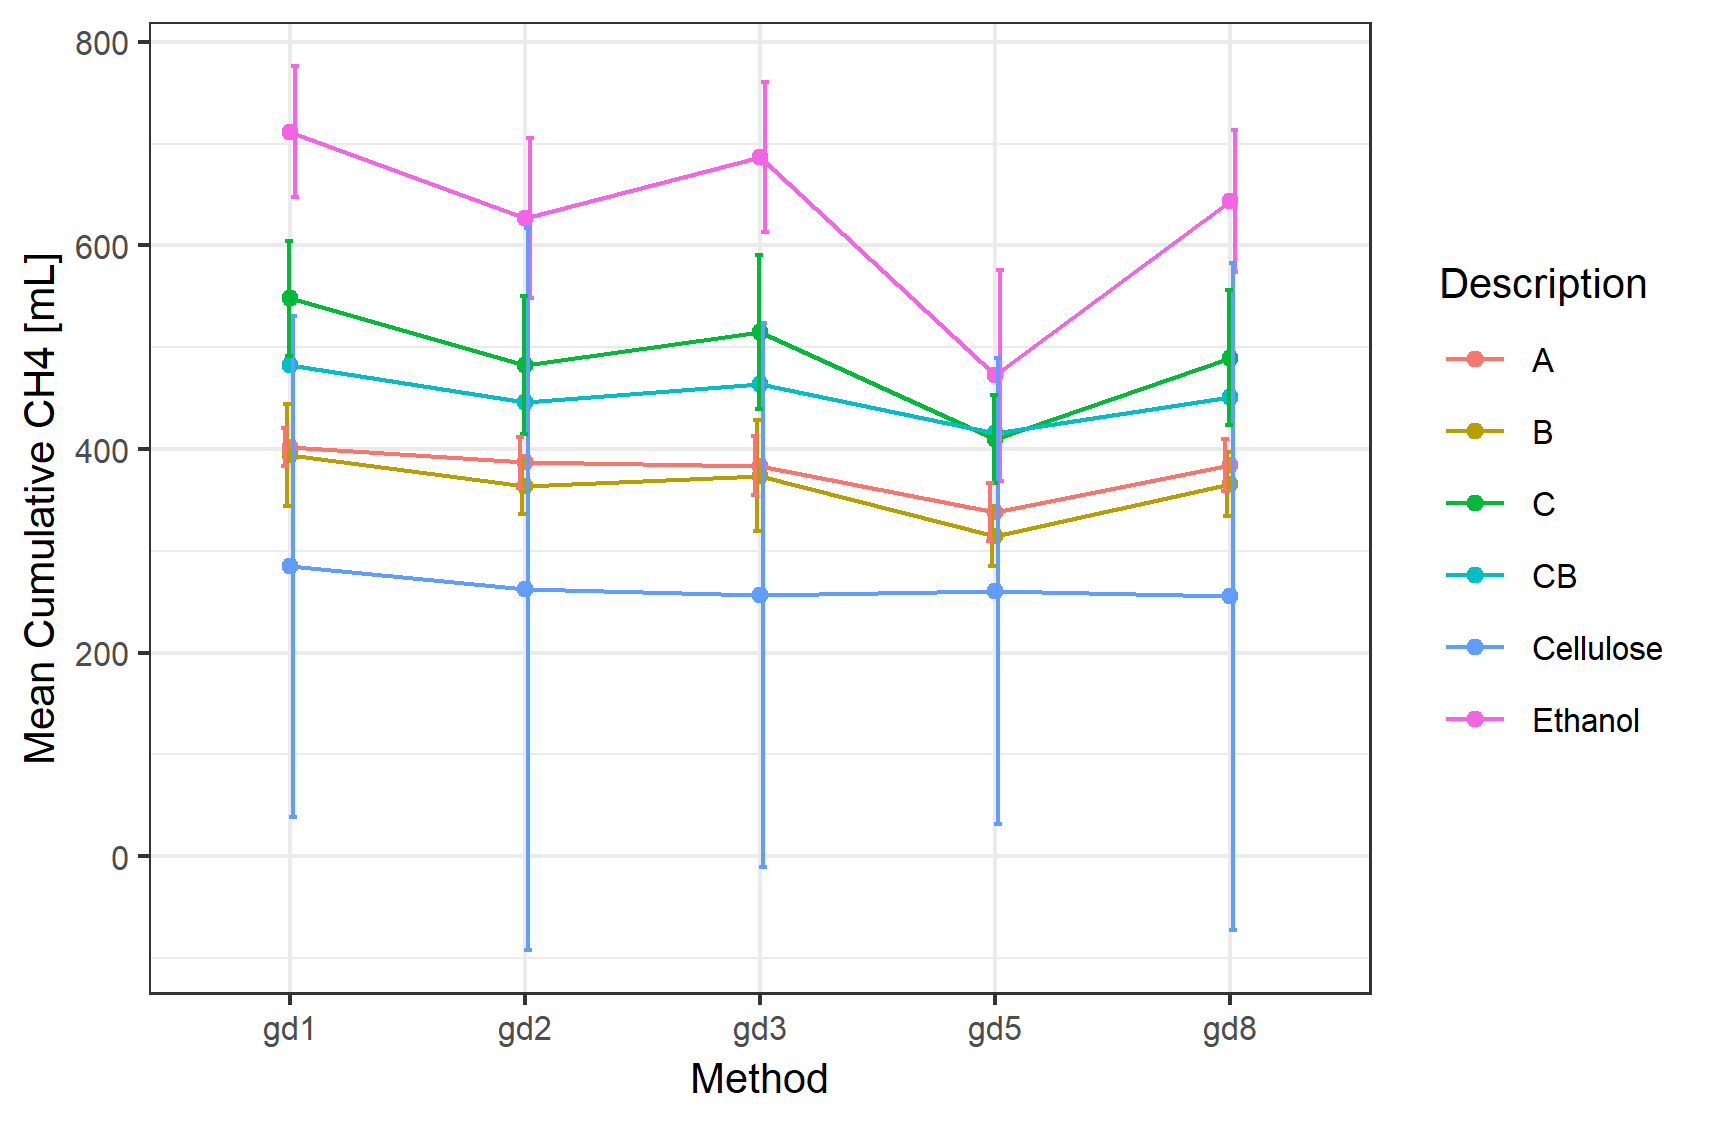 Mean Cumulative CH4 [mL]
800
600
400
200
0
gd1 gd2 gd3 gd5 gd8
Method
Description
A
B
C
CB
Cellulose
Ethanol